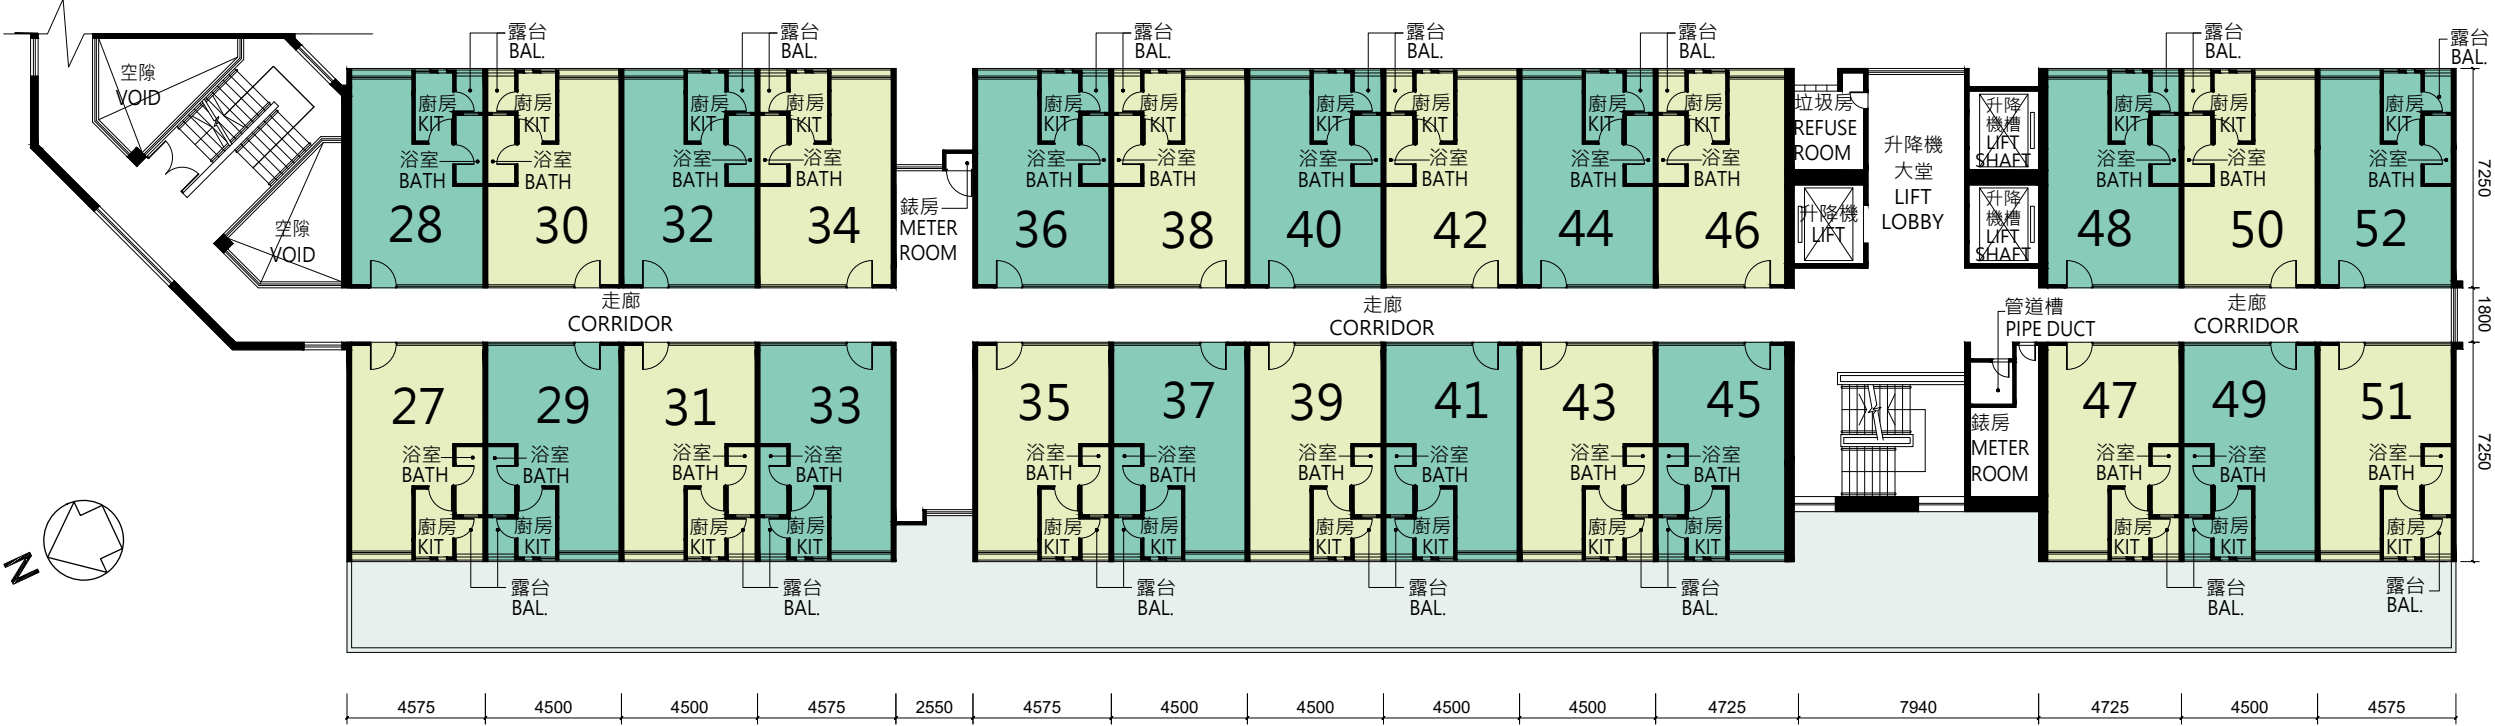 露台
BAL.
露台
BAL.
露台
BAL.
露台
BAL.
露台
BAL.
露台
BAL.
露台
BAL.
空隙
VOID
空隙
VOID
廚房
KIT
浴室
BATH
28
廚房
KIT
浴室
BATH
30
廚房
KIT
浴室
BATH
32
廚房
KIT
浴室
BATH
34
錶房
METER
ROOM
廚房
KIT
浴室
BATH
36
廚房
KIT
浴室
BATH
38
廚房
KIT
浴室
BATH
40
廚房
KIT
浴室
BATH
42
廚房
KIT
浴室
BATH
44
廚房
KIT
浴室
BATH
46
垃圾房
REFUSE
ROOM
升降機
LIFT
升降機
大堂
LIFT
LOBBY
升降
機槽
LIFT
SHAFT
升降
機槽
LIFT
SHAFT
廚房
KIT
浴室
BATH
48
廚房
KIT
浴室
BATH
50
廚房
KIT
浴室
BATH
52
7250
1800
7250
走廊
CORRIDOR
走廊
CORRIDOR
管道槽
PIPE DUCT
走廊
CORRIDOR
27
浴室
BATH
廚房
KIT
29
浴室
BATH
廚房
KIT
31
浴室
BATH
廚房
KIT
33
浴室
BATH
廚房
KIT
35
浴室
BATH
廚房
KIT
37
浴室
BATH
廚房
KIT
39
浴室
BATH
廚房
KIT
41
浴室
BATH
廚房
KIT
43
浴室
BATH
廚房
KIT
45
浴室
BATH
廚房
KIT
錶房
METER
ROOM
47
浴室
BATH
廚房
KIT
49
浴室
BATH
廚房
KIT
51
浴室
BATH
廚房
KIT
N
露台
BAL.
露台
BAL.
露台
BAL.
露台
BAL.
露台
BAL.
露台
BAL.
露台
BAL.
4575
4500
4500
4575
2550
4575
4500
4500
4500
4500
4725
7940
4725
4500
4575